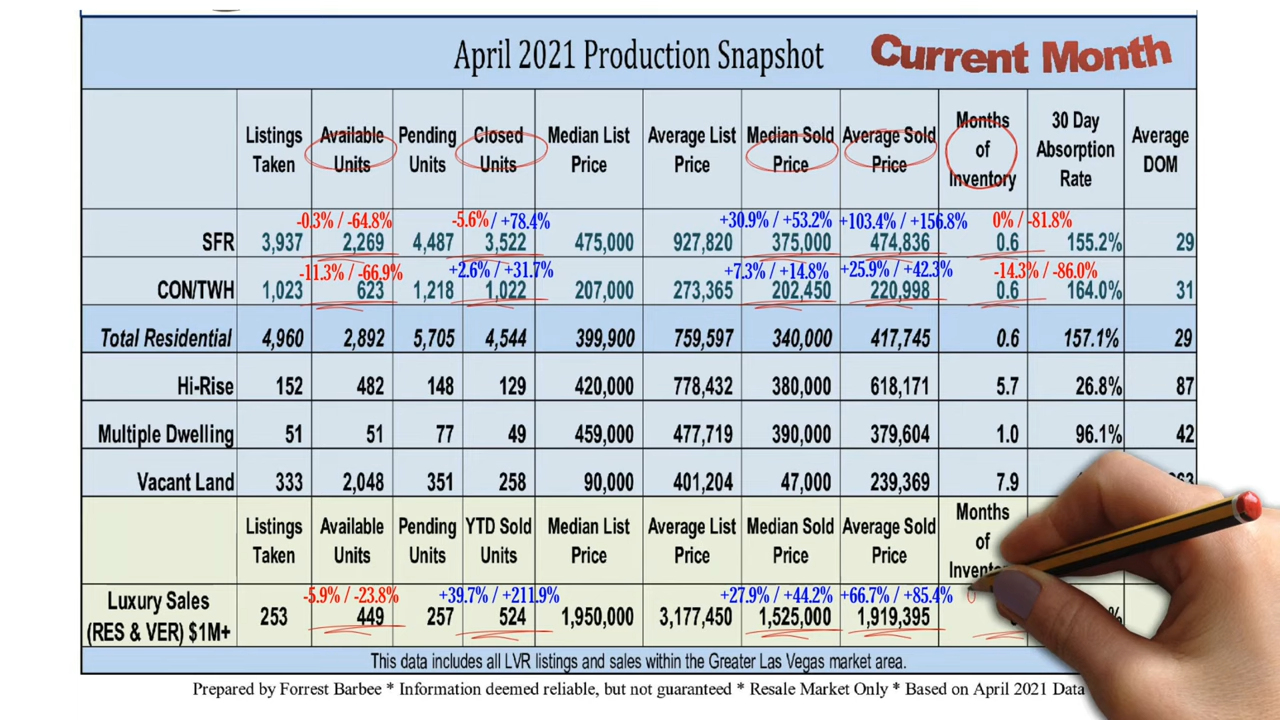 April 2021 Production Snapshot
Current Month
Listings Taken Available Units Pending Units Closed Units Median List Price Average List Price Median Sold Price Average Sold Price Months of Inventory 30 Day Absorption Rate Average DOM
-0.3% / -64.8% -5.6% / +78.4% +30.9% / +53.2% +103.4% / +156.8% 0% / -81.8%
SFR 3,937 2,269 4,487 3,522 475,000 927,820 375,000 474,836 0.6 155.2% 29
-11.3% / -66.9% +2.6% / +31.7% +7.3% / +14.8% +25.9% / +42.3% -14.3% / -86.0%
CON/TWH 1,023 623 1,218 1,022 207,000 273,365 202,450 220,998 0.6 164.0% 31
Total Residential 4,960 2,892 5,705 4,544 399,900 759,597 340,000 417,745 0.6 157.1% 29
Hi-Rise 152 482 148 129 420,000 778,432 380,000 618,171 5.7 26.8% 87
Multiple Dwelling 51 51 77 49 459,000 477,719 390,000 379,604 1.0 96.1% 42
Vacant Land 333 2,048 351 258 90,000 401,204 47,000 239,369 7.9
Listings Taken Available Units Pending Units YTD Sold Units Median List Price Average List Price Median Sold Price Average Sold Price Months of
-5.9% / -23.8% +39.7% / +211.9% +27.9% / +44.2% +66.7% / +85.4%
Luxury Sales (RES & VER) $1M+ 253 449 257 524 1,950,000 3,177,450 1,525,000 1,919,395
This data includes all LVR listings and sales within the Greater Las Vegas market area.
Prepared by Forrest Barbee * Information deemed reliable, but not guaranteed * Resale Market Only * Based on April 2021 Data